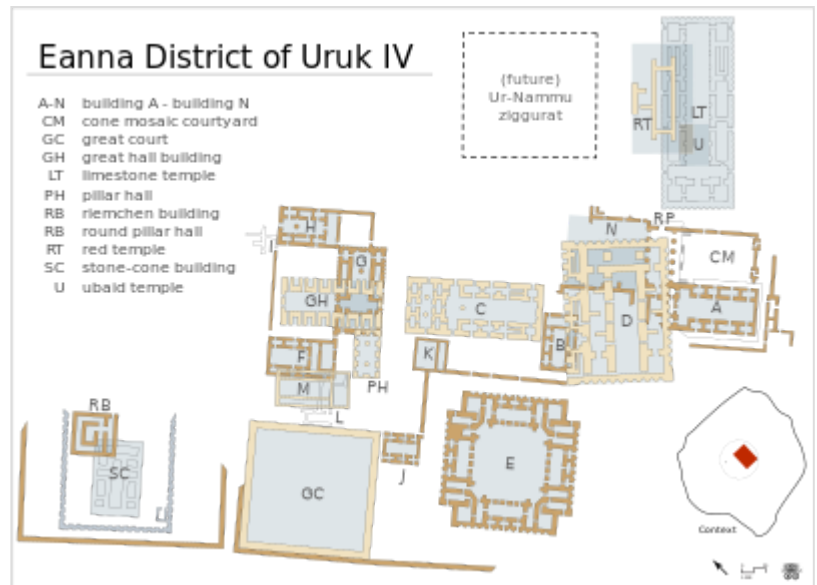 Eanna District of Uruk IV
A-N building A - building N
CM cone mosaic courtyard
GC great court
GH great hall building
LT limestone temple
PH pillar hall
RB riemchen building
RB round pillar hall
RT red temple
SC stone-cone building
U ubaid temple
(future)
Ur-Nammu
ziggurat
RT
LT
U
H
I
G
GH
N
RP
CM
C
D
A
B
K
F
M
PH
L
J
RB
SC
GC
E
Context